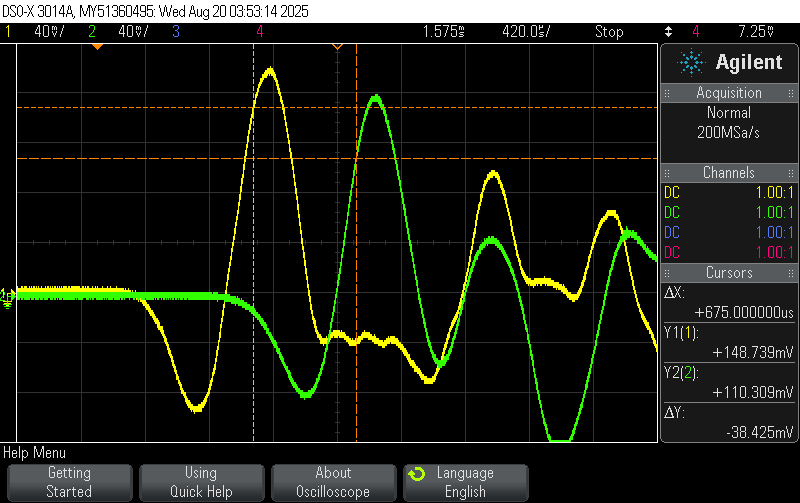 DSO-X 3014A, MY51360495: Wed Aug 20 03:53:14 2025
1 40mV/ 2 40mV/ 3 4 1.575s 420.0s/ Stop 4 7.25V
Agilent
Acquisition
Normal
200MSa/s
Channels
DC 1.00:1
DC 1.00:1
DC 1.00:1
DC 1.00:1
Cursors
ΔX:
+675.000000us
Y1(1):
+148.739mV
Y2(2):
+110.309mV
ΔY:
-38.425mV
Help Menu
Getting Started
Using Quick Help
About Oscilloscope
Language English